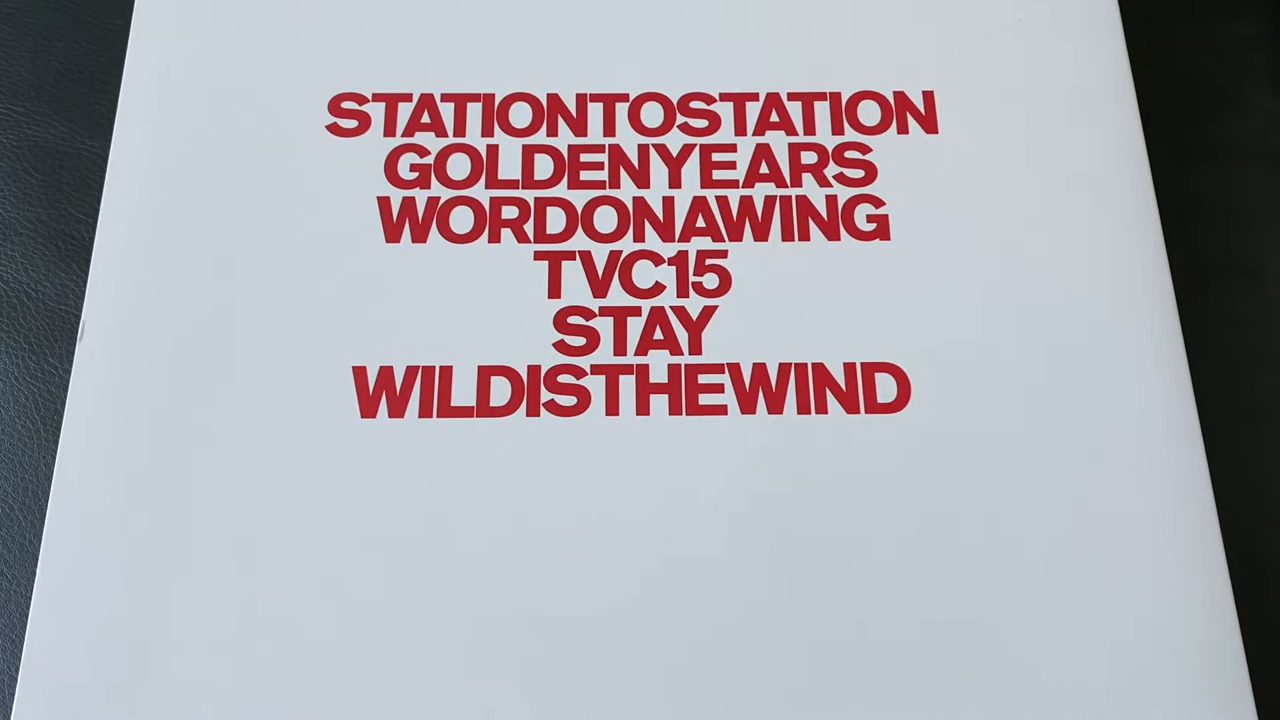 STATIONTOSTATION
GOLDENYEARS
WORDONAWING
TVC15
STAY
WILDISTHEWIND